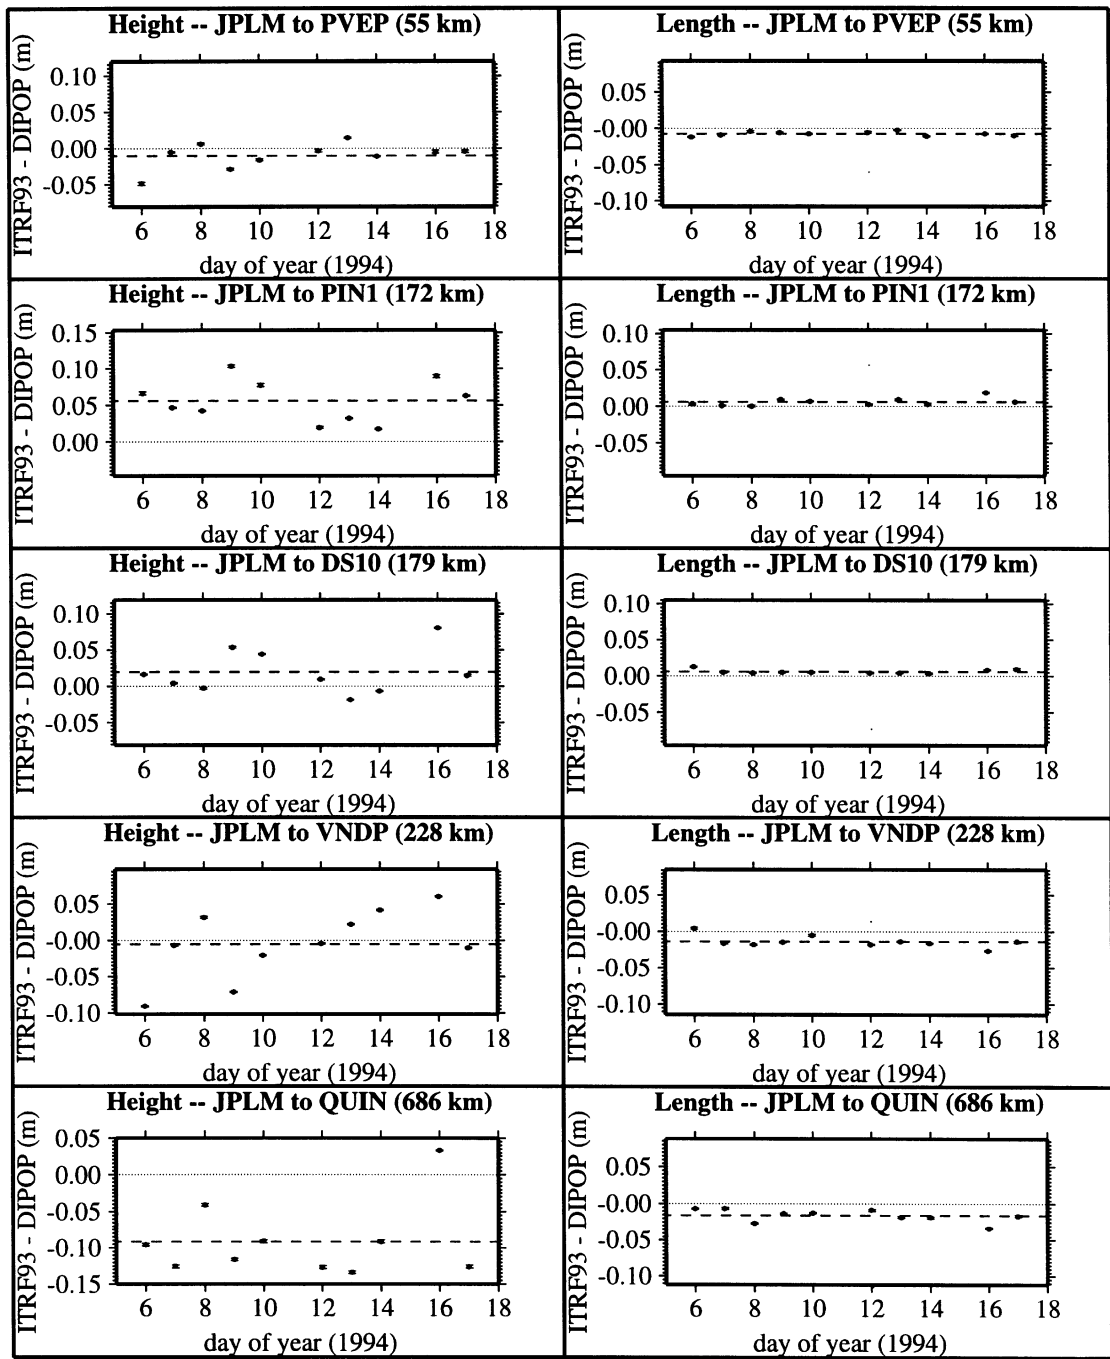 Height -- JPLM to PVEP (55 km)
ITRF93 - DIPOP (m)
0.10
0.05
0.00
-0.05
6 8 10 12 14 16 18
day of year (1994)
Length -- JPLM to PVEP (55 km)
ITRF93 - DIPOP (m)
0.05
-0.00
-0.05
-0.10
6 8 10 12 14 16 18
day of year (1994)
Height -- JPLM to PIN1 (172 km)
ITRF93 - DIPOP (m)
0.15
0.10
0.05
0.00
6 8 10 12 14 16 18
day of year (1994)
Length -- JPLM to PIN1 (172 km)
ITRF93 - DIPOP (m)
0.10
0.05
0.00
-0.05
6 8 10 12 14 16 18
day of year (1994)
Height -- JPLM to DS10 (179 km)
ITRF93 - DIPOP (m)
0.10
0.05
0.00
-0.05
6 8 10 12 14 16 18
day of year (1994)
Length -- JPLM to DS10 (179 km)
ITRF93 - DIPOP (m)
0.10
0.05
0.00
-0.05
6 8 10 12 14 16 18
day of year (1994)
Height -- JPLM to VNDP (228 km)
ITRF93 - DIPOP (m)
0.05
-0.00
-0.05
-0.10
6 8 10 12 14 16 18
day of year (1994)
Length -- JPLM to VNDP (228 km)
ITRF93 - DIPOP (m)
0.05
-0.00
-0.05
-0.10
6 8 10 12 14 16 18
day of year (1994)
Height -- JPLM to QUIN (686 km)
ITRF93 - DIPOP (m)
0.05
0.00
-0.05
-0.10
-0.15
6 8 10 12 14 16 18
day of year (1994)
Length -- JPLM to QUIN (686 km)
ITRF93 - DIPOP (m)
0.05
-0.00
-0.05
-0.10
6 8 10 12 14 16 18
day of year (1994)